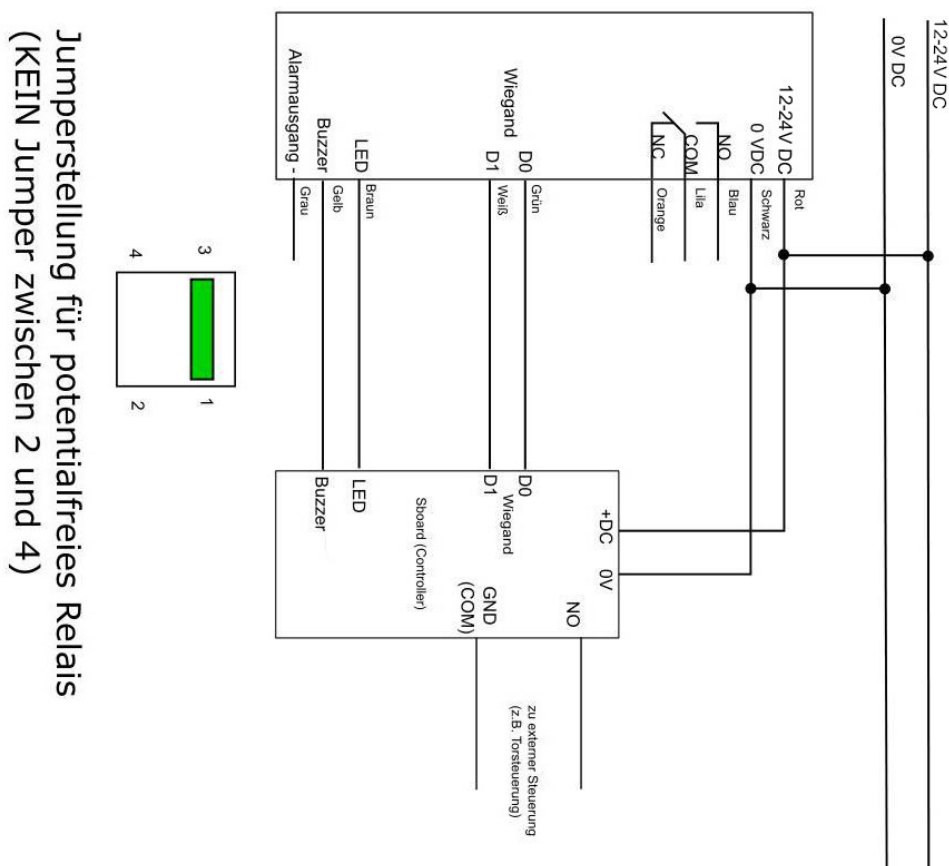 12-24V DC
0V DC
12-24V DC
Rot
0 VDC
Schwarz
NO
Blau
COM
Lila
NC
Orange
Wiegand
D0
Grün
D1
Weiß
LED
Braun
Buzzer
Gelb
Alarmausgang -
Grau
+DC
0V
NO
D0
Wiegand
D1
GND
(COM)
Sboard (Controller)
LED
Buzzer
zu externer Steuerung
(z.B. Torsteuerung)
3
1
4
2
Jumperstellung für potentialfreies Relais
(KEIN Jumper zwischen 2 und 4)